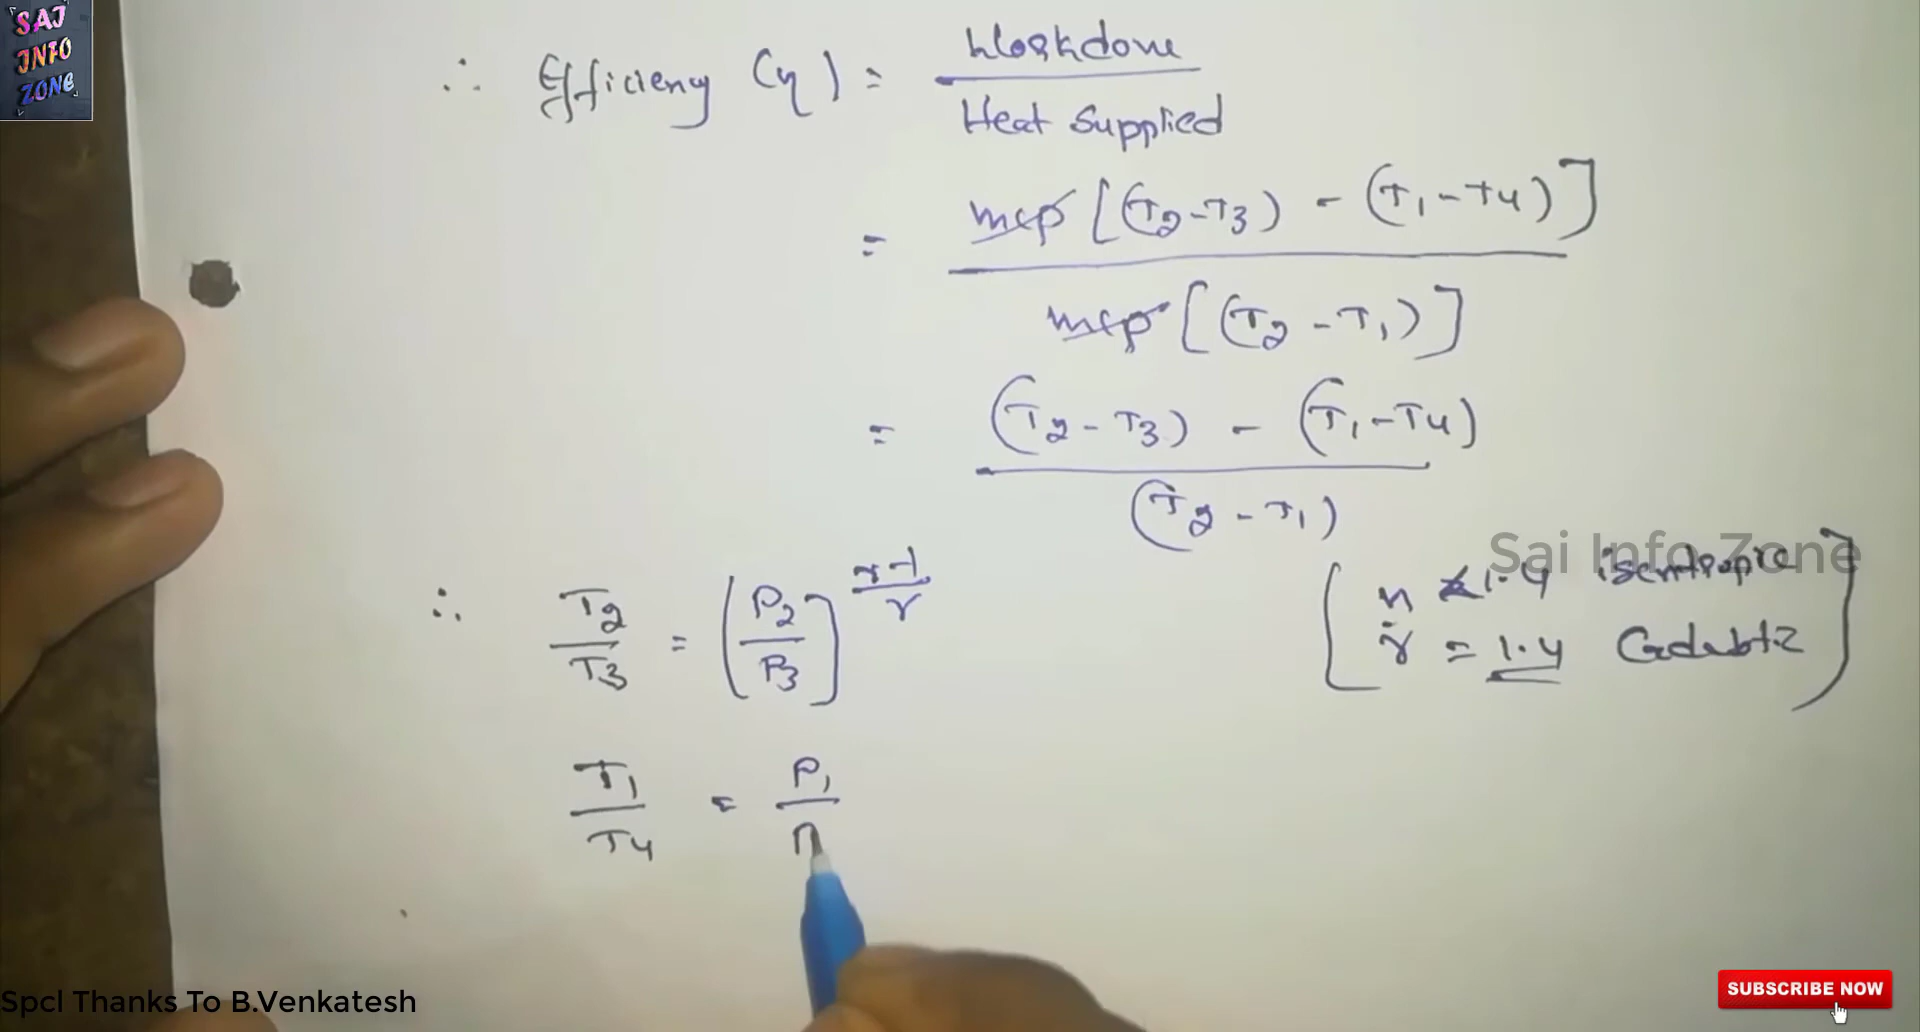 SAI
INFO
ZONE
∴ Efficieny (η) = Workdone / Heat Supplied
= mcp [(T2-T3) - (T1-T4)] / mcp [(T2-T1)]
= (T2-T3) - (T1-T4) / (T2-T1)
Sai Info Zone
∴ T2/T3 = [P2/P3] γ-1/γ
[n 1.4 isentropic
γ = 1.4
T1/T4 = P1/
Spcl Thanks To B.Venkatesh
SUBSCRIBE NOW